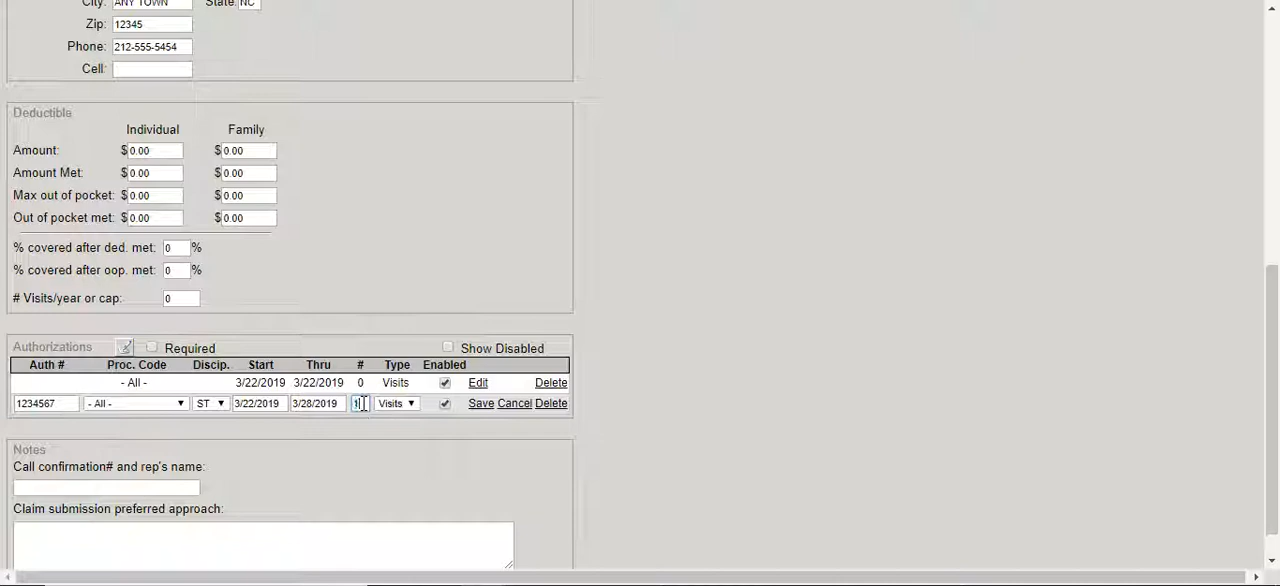 City: ANY TOWN State: NC
Zip: 12345
Phone: 212-555-5454
Cell:
Deductible
Individual Family
Amount: $ 0.00 $ 0.00
Amount Met: $ 0.00 $ 0.00
Max out of pocket: $ 0.00 $ 0.00
Out of pocket met: $ 0.00 $ 0.00
% covered after ded. met: 0 %
% covered after oop. met: 0 %
# Visits/year or cap: 0
Authorizations Required Show Disabled
Auth # Proc. Code Discip. Start Thru # Type Enabled
- All - 3/22/2019 3/22/2019 0 Visits Edit Delete
1234567 - All - ST 3/22/2019 3/28/2019 Visits Save Cancel Delete
Notes
Call confirmation# and rep's name:
Claim submission preferred approach: